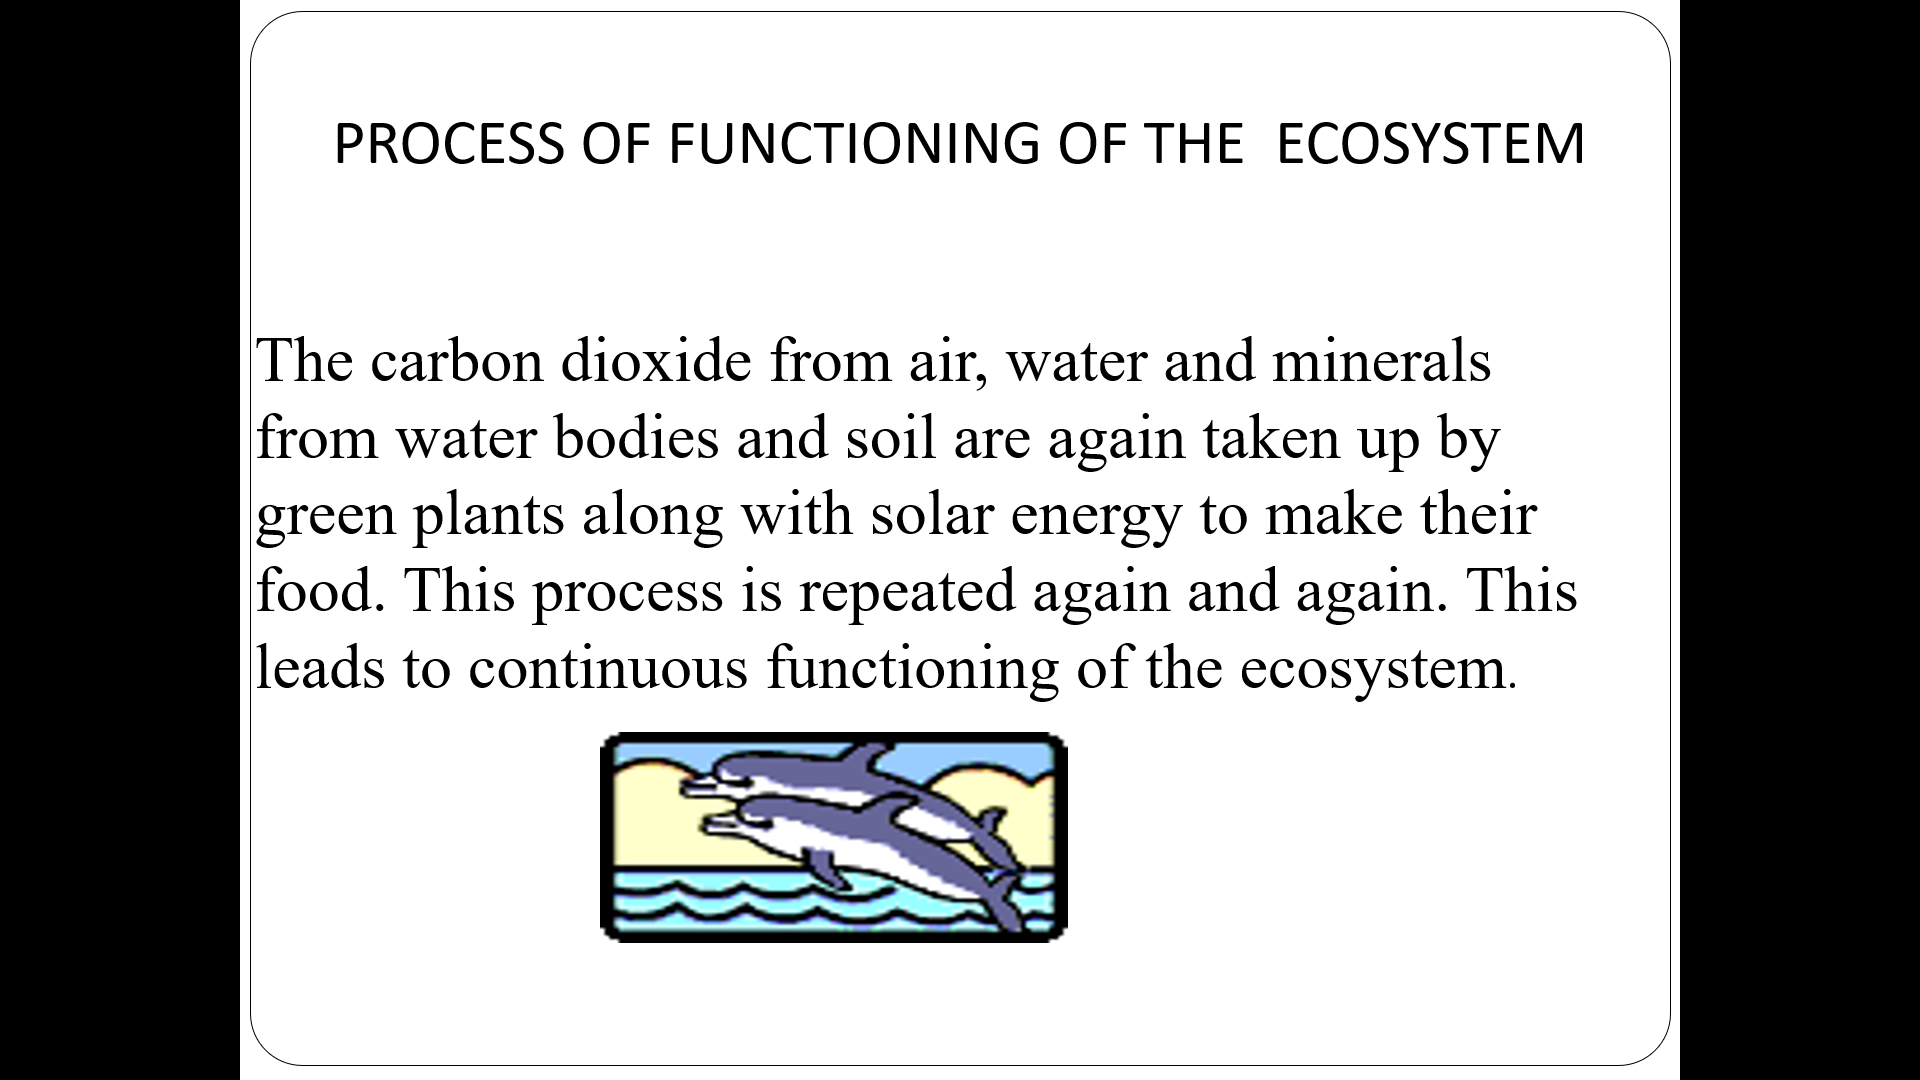 PROCESS OF FUNCTIONING OF THE  ECOSYSTEM
The carbon dioxide from air, water and minerals
from water bodies and soil are again taken up by
green plants along with solar energy to make their
food. This process is repeated again and again. This
leads to continuous functioning of the ecosystem.